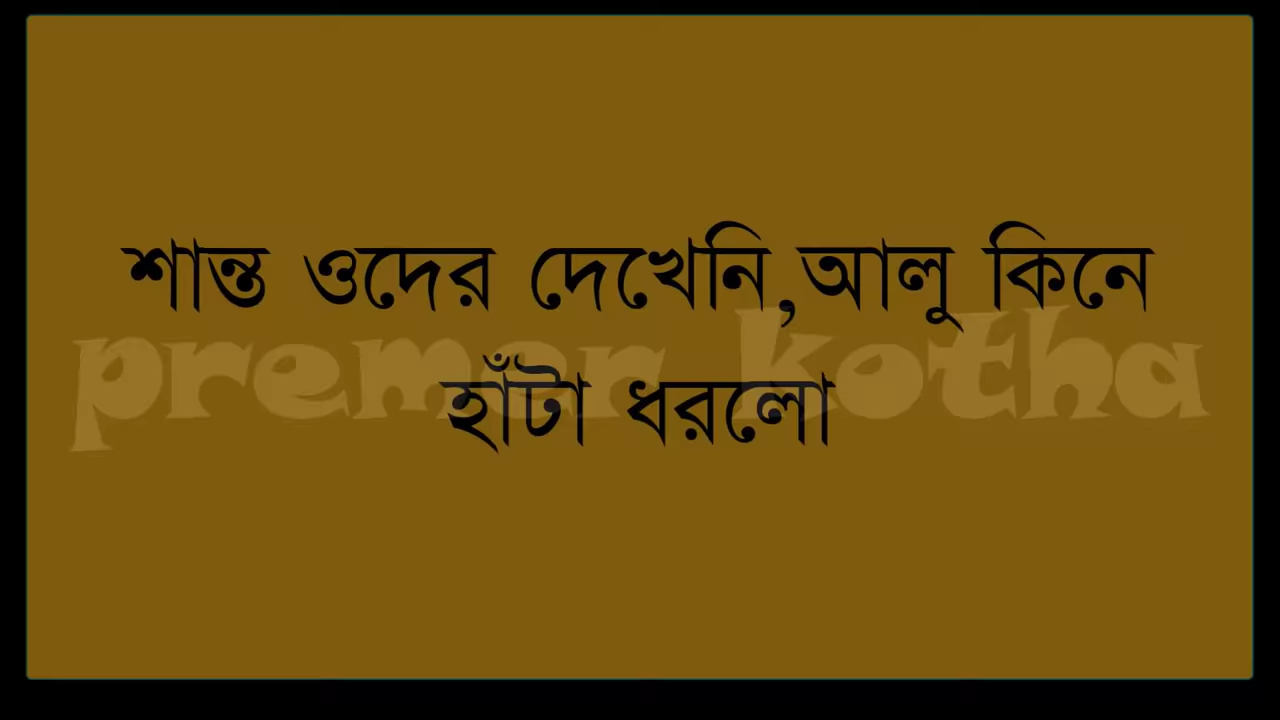 শান্ত ওদের দেখেনি,আলু কিনে
premer kotha
হাঁটা ধরলো